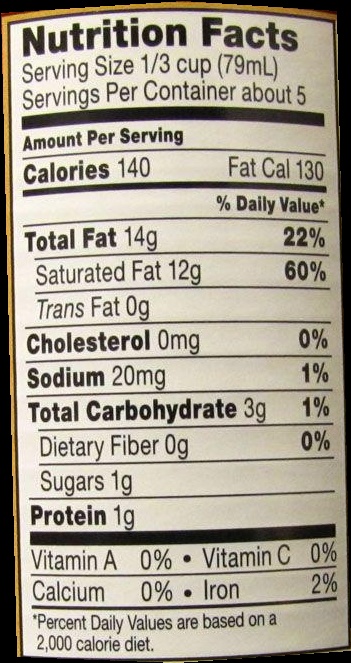 Nutrition Facts
Serving Size 1/3 cup (79mL)
Servings Per Container about 5
Amount Per Serving
Calories 140 Fat Cal 130
% Daily Value*
Total Fat 14g 22%
Saturated Fat 12g 60%
Trans Fat 0g
Cholesterol 0mg 0%
Sodium 20mg 1%
Total Carbohydrate 3g 1%
Dietary Fiber 0g 0%
Sugars 1g
Protein 1g
Vitamin A 0% • Vitamin C 0%
Calcium 0% • Iron 2%
*Percent Daily Values are based on a
2,000 calorie diet.